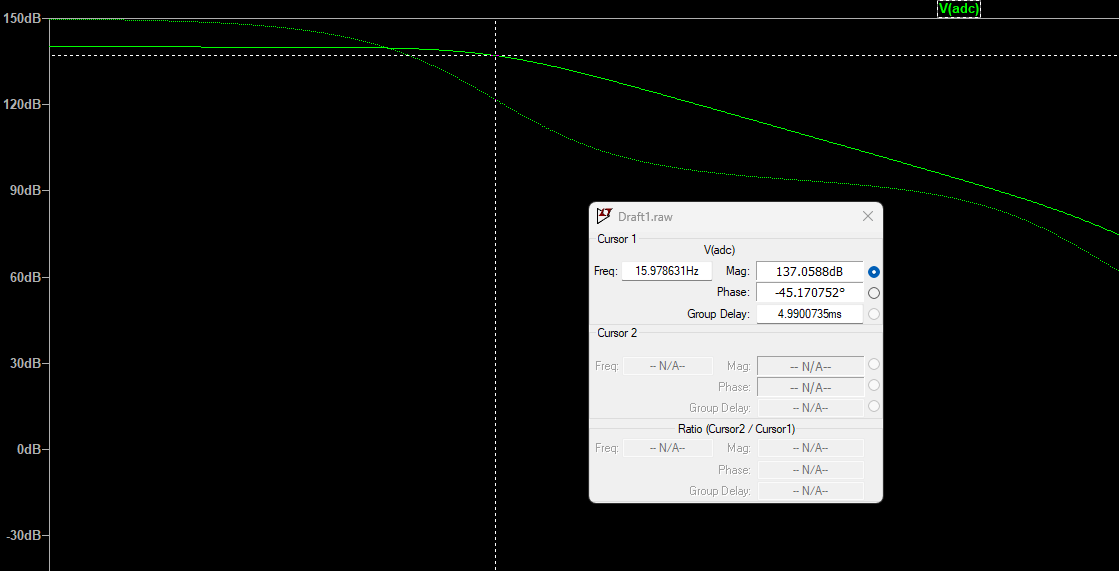 V(adc)
150dB
120dB
90dB
60dB
30dB
0dB
-30dB
Draft1.raw
Cursor 1
V(adc)
Freq: 15.978631Hz Mag: 137.0588dB
Phase: -45.170752°
Group Delay: 4.9900735ms
Cursor 2
Freq: -- N/A-- Mag: -- N/A--
Phase: -- N/A--
Group Delay: -- N/A--
Ratio (Cursor2 / Cursor1)
Freq: -- N/A-- Mag: -- N/A--
Phase: -- N/A--
Group Delay: -- N/A--